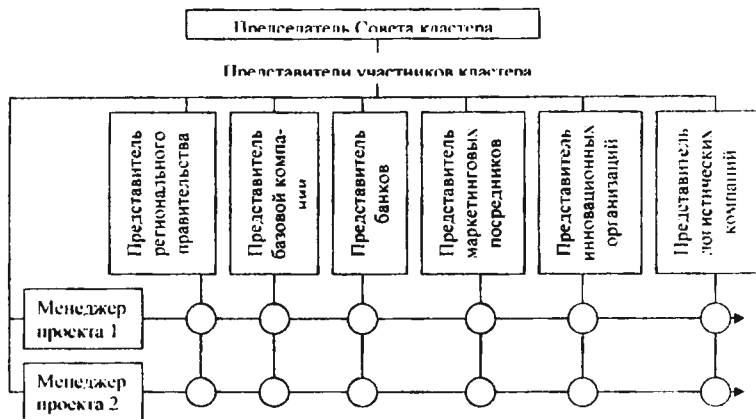 Председатель Совета кластера
Представители участников кластера
Представитель
регионального
правительства
Представитель
базовой компа-
нии
Представитель
банков
Представитель
маркетинговых
посредников
Представитель
инновационных
организаций
Представитель
логистических
компаний
Менеджер
проекта 1
Менеджер
проекта 2